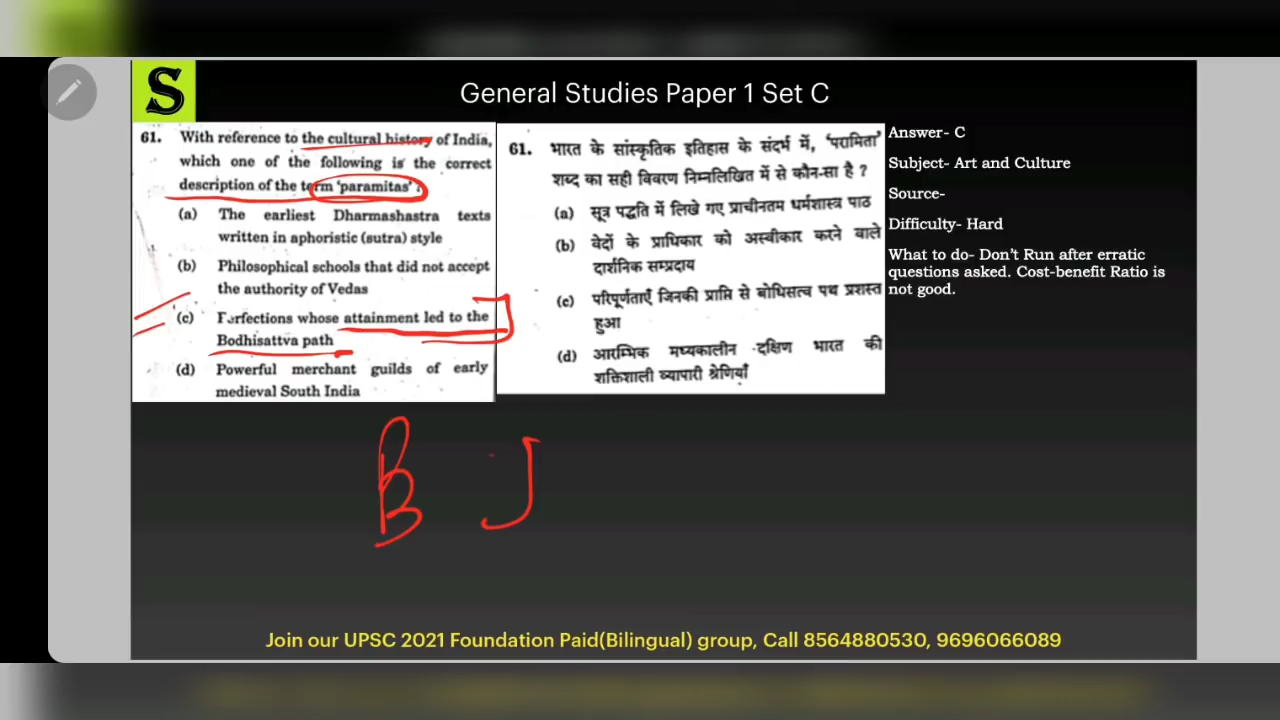 S
General Studies Paper 1 Set C
61. With reference to the cultural history of India,
which one of the following is the correct
description of the term 'paramitas' ?
(a) The earliest Dharmashastra texts
written in aphoristic (sutra) style
(b) Philosophical schools that did not accept
the authority of Vedas
(c) Perfections whose attainment led to the
Bodhisattva path
(d) Powerful merchant guilds of early
medieval South India
61. भारत के सांस्कृतिक इतिहास के संदर्भ में, 'परामिता'
शब्द का सही विवरण निम्नलिखित में से कौन-सा है ?
(a) सूत्र पद्धति में लिखे गए प्राचीनतम धर्मशास्त्र पाठ
(b) वेदों के प्राधिकार को अस्वीकार करने वाले
दार्शनिक सम्प्रदाय
(c) परिपूर्णताएँ जिनकी प्राप्ति से बोधिसत्व पथ प्रशस्त
हुआ
(d) आरम्भिक मध्यकालीन दक्षिण भारत की
शक्तिशाली व्यापारी श्रेणियाँ
Answer- C
Subject- Art and Culture
Source-
Difficulty- Hard
What to do- Don't Run after erratic
questions asked. Cost-benefit Ratio is
not good.
B J
Join our UPSC 2021 Foundation Paid(Bilingual) group, Call 8564880530, 9696066089